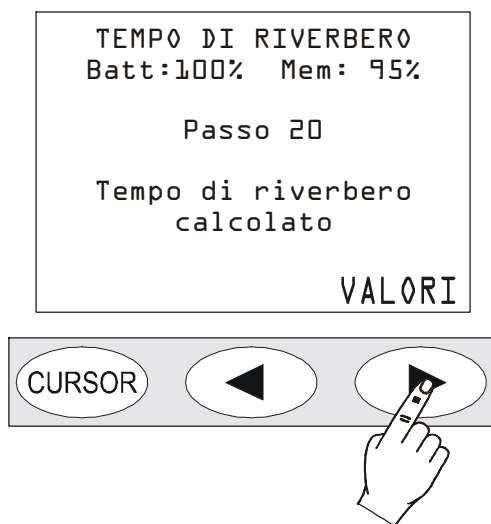 TEMPO DI RIVERBERO
Batt:100% Mem: 95%
Passo 20
Tempo di riverbero
calcolato
VALORI
CURSOR